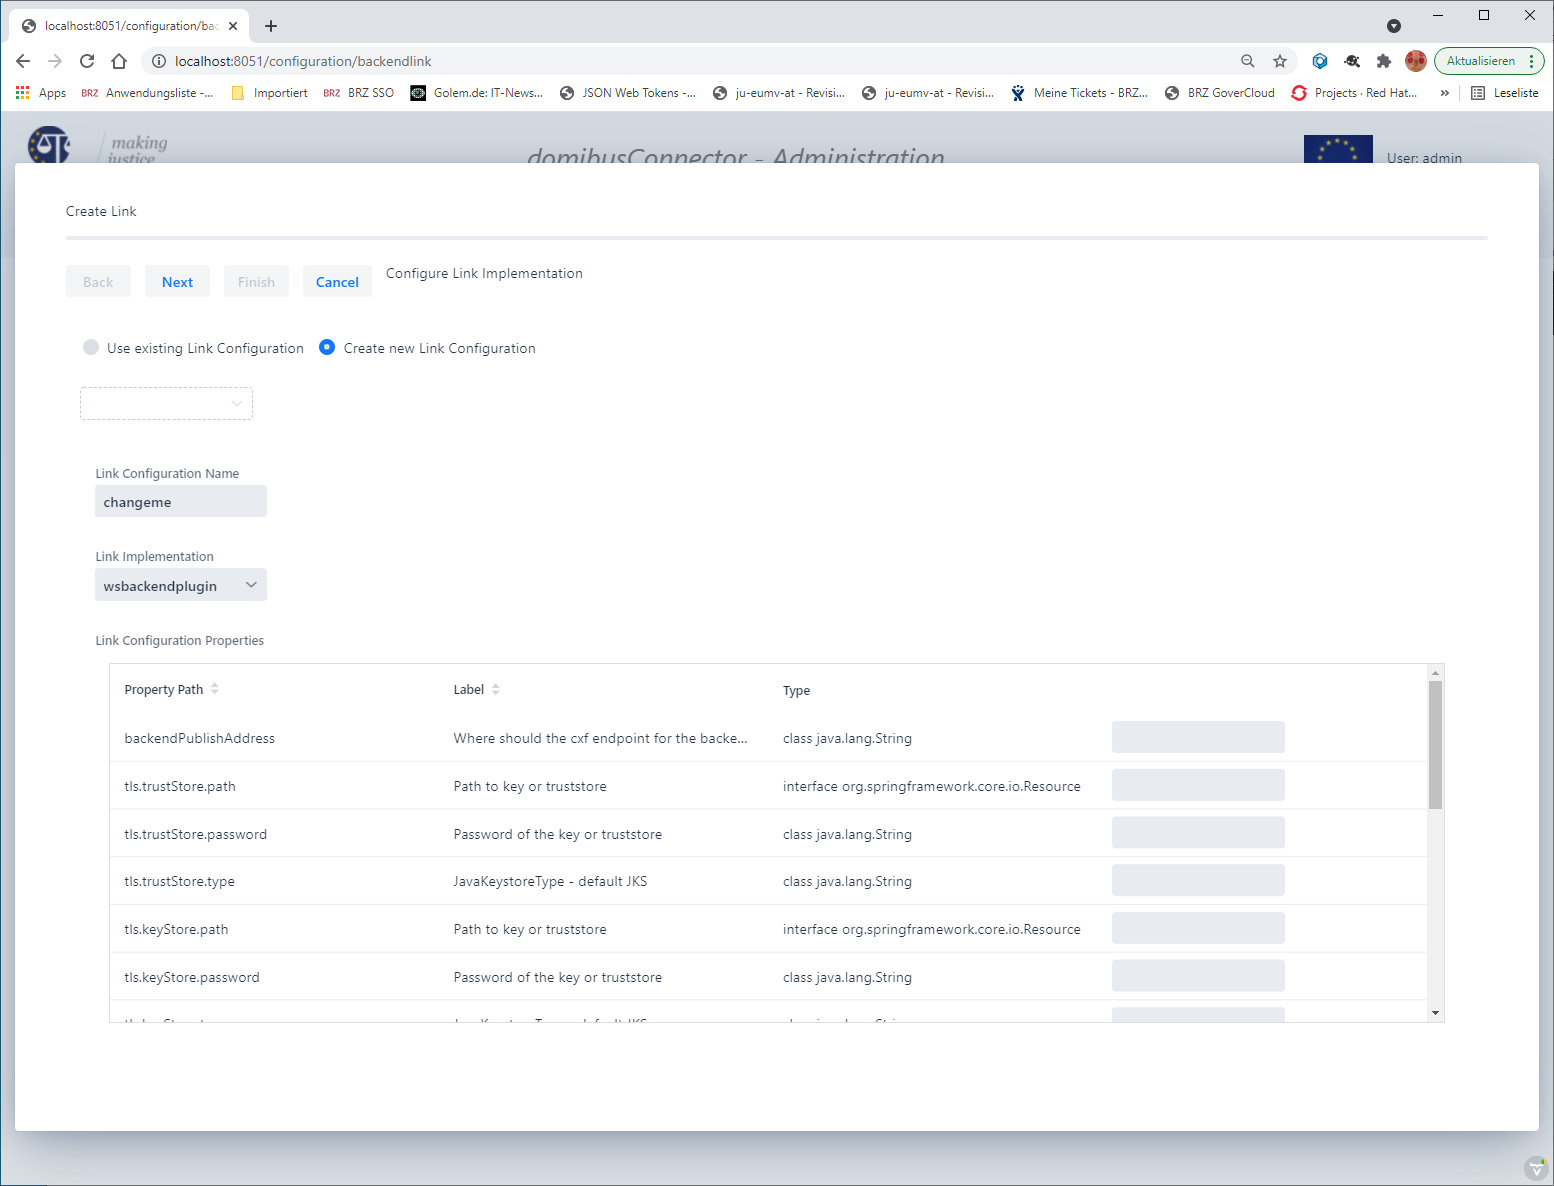 localhost:8051/configuration/bac
localhost:8051/configuration/backendlink
Aktualisieren
Apps
BRZ Anwendungsliste -...
Importiert
BRZ BRZ SSO
Golem.de: IT-News...
JSON Web Tokens -...
ju-eumv-at - Revisi...
ju-eumv-at - Revisi...
Meine Tickets - BRZ...
BRZ GoverCloud
Projects · Red Hat...
»
Leseliste
making
justice
domibusConnector - Administration
User: admin
Create Link
Back
Next
Finish
Cancel
Configure Link Implementation
Use existing Link Configuration
Create new Link Configuration
Link Configuration Name
changeme
Link Implementation
wsbackendplugin
Link Configuration Properties
Property Path Label Type
backendPublishAddress Where should the cxf endpoint for the backe... class java.lang.String
tls.trustStore.path Path to key or truststore interface org.springframework.core.io.Resource
tls.trustStore.password Password of the key or truststore class java.lang.String
tls.trustStore.type JavaKeystoreType - default JKS class java.lang.String
tls.keyStore.path Path to key or truststore interface org.springframework.core.io.Resource
tls.keyStore.password Password of the key or truststore class java.lang.String